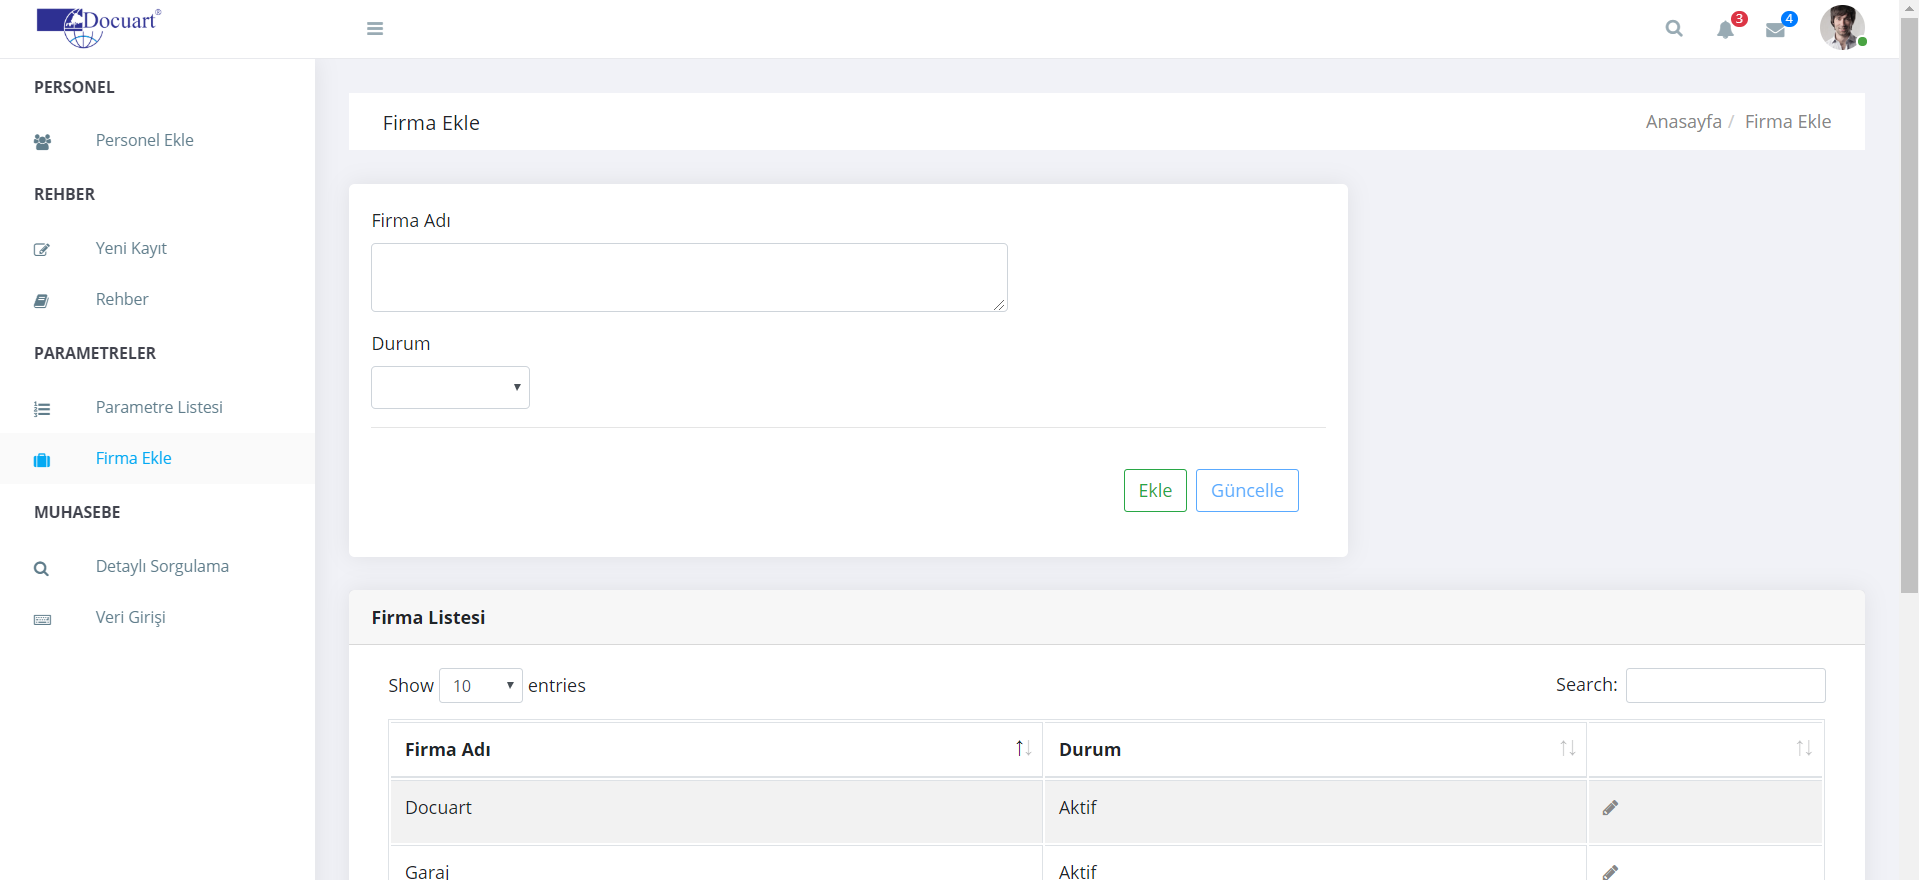 Docuart®
3
4
PERSONEL
Personel Ekle
REHBER
Yeni Kayıt
Rehber
PARAMETRELER
Parametre Listesi
Firma Ekle
MUHASEBE
Detaylı Sorgulama
Veri Girişi
Firma Ekle
Anasayfa / Firma Ekle
Firma Adı
Durum
Ekle Güncelle
Firma Listesi
Show 10 entries
Search:
Firma Adı Durum
Docuart Aktif
Garaj Aktif